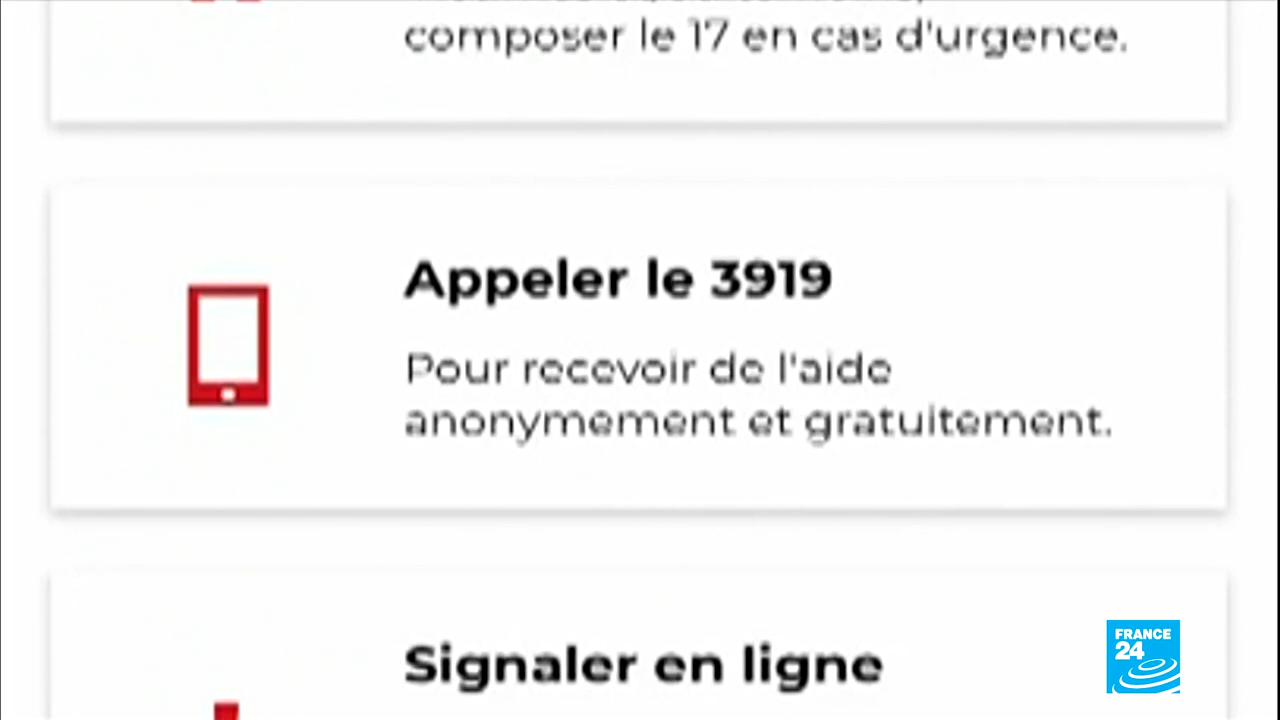 composer le 17 en cas d'urgence.
Appeler le 3919
Pour recevoir de l'aide
anonymement et gratuitement.
Signaler en ligne
FRANCE
24